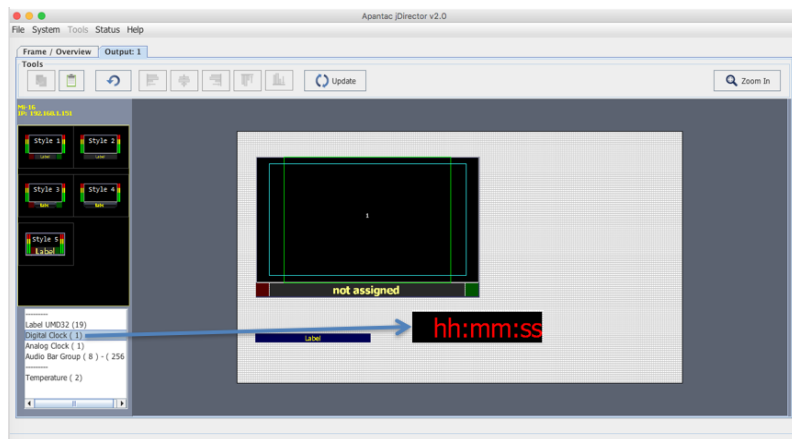 Apantac jDirector v2.0
File System Tools Status Help
Frame / Overview Output: 1
Tools
Update
Zoom In
Mi-16
IP: 192.168.1.151
Style 1 Style 2
Label Label
Style 3 Style 4
Style 5
Label
1
not assigned
Label
hh:mm:ss
--------
Label UMD32 (19)
Digital Clock ( 1)
Analog Clock ( 1)
Audio Bar Group ( 8 ) - ( 256
--------
Temperature ( 2)